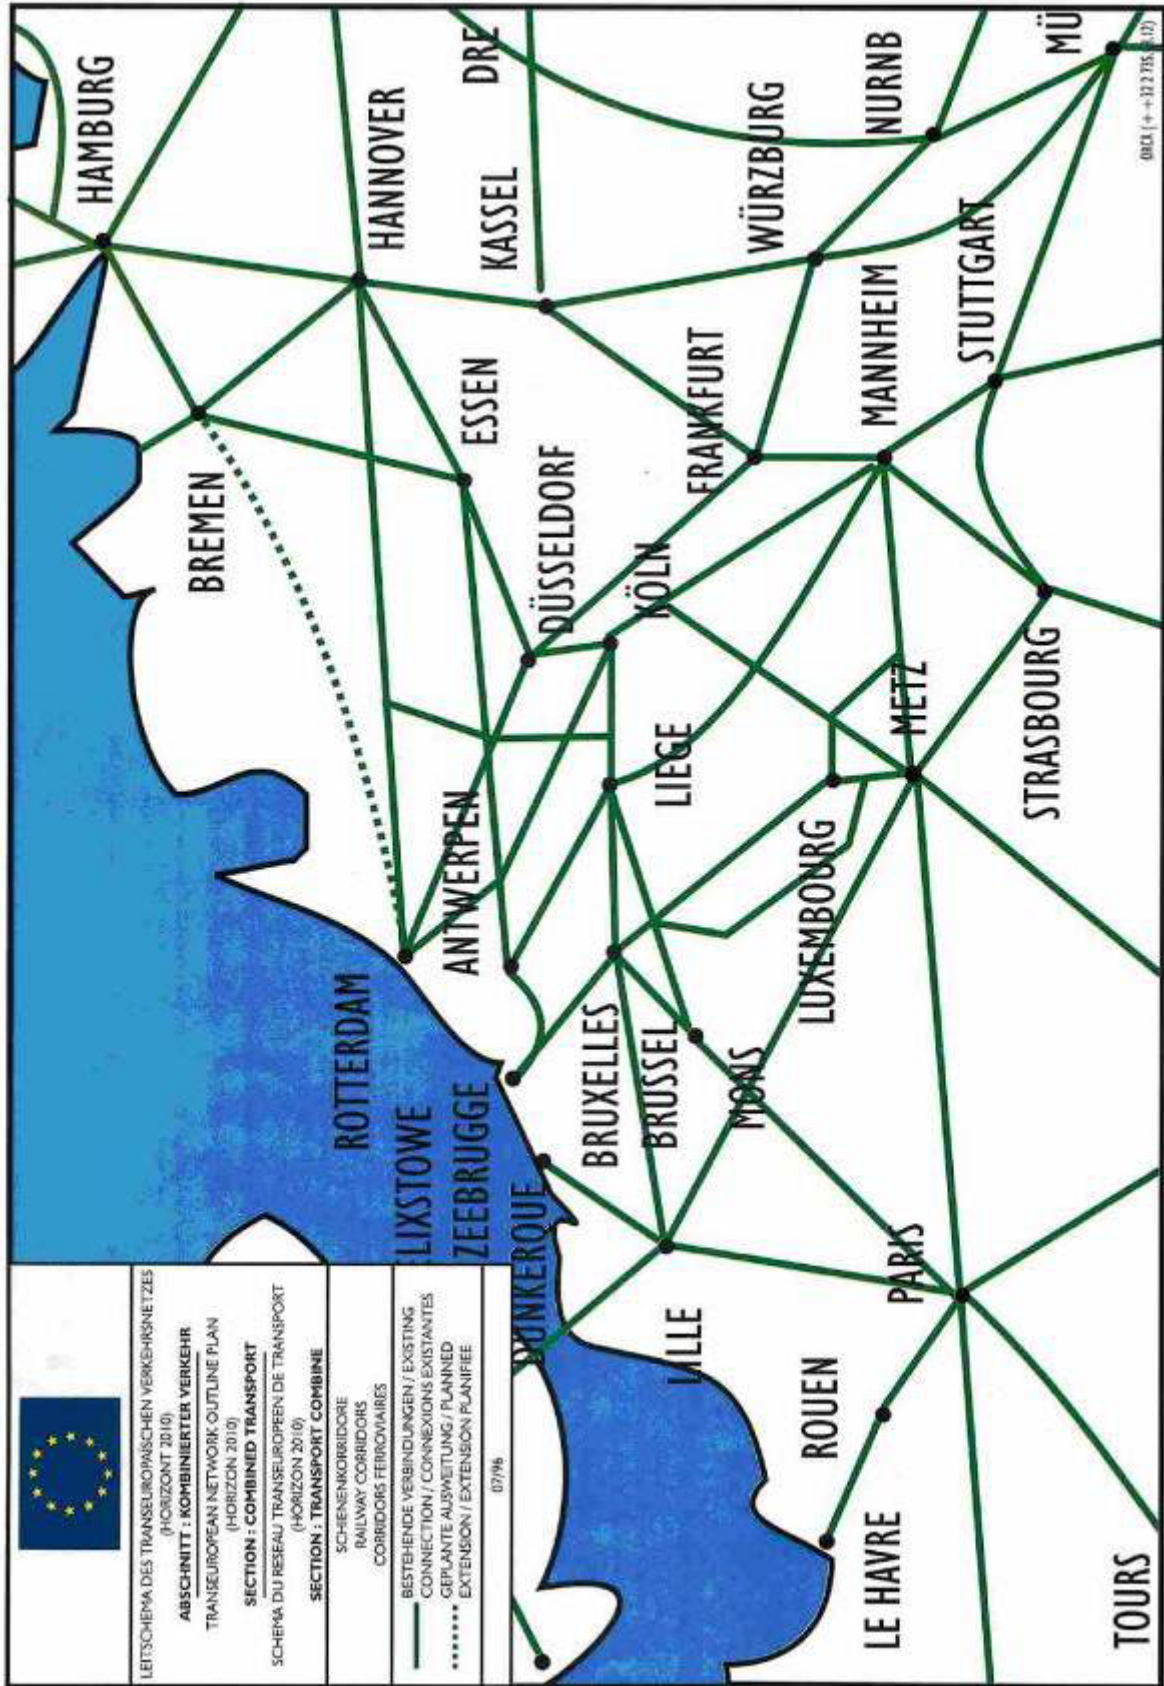 LEITSCHEMA DES TRANSEUROPÄISCHEN VERKEHRSNETZES
(HORIZONT 2010)
ABSCHNITT : KOMBINIERTER VERKEHR
TRANSEUROPEAN NETWORK OUTLINE PLAN
(HORIZON 2010)
SECTION : COMBINED TRANSPORT
SCHEMA DU RESEAU TRANSEUROPEEN DE TRANSPORT
(HORIZON 2010)
SECTION : TRANSPORT COMBINE
SCHIENENKORRIDORE
RAILWAY CORRIDORS
CORRIDORS FERROVIAIRES
BESTEHENDE VERBINDUNGEN / EXISTING
CONNECTION / CONNEXIONS EXISTANTES
GEPLANTE AUSWEITUNG / PLANNED
EXTENSION / EXTENSION PLANIFIEE
07/96
HAMBURG
BREMEN
HANNOVER
ROTTERDAM
ELIXSTOWE
ZEEBRUGGE
DUNKERQUE
ANTWERPEN
ESSEN
KASSEL
DRE
DÜSSELDORF
BRUXELLES
BRUSSEL
KÖLN
LIEGE
LILLE
MONS
FRANKFURT
WÜRZBURG
LUXEMBOURG
ROUEN
LE HAVRE
PARIS
METZ
MANNHEIM
NURNB
STUTTGART
STRASBOURG
MÜ
TOURS